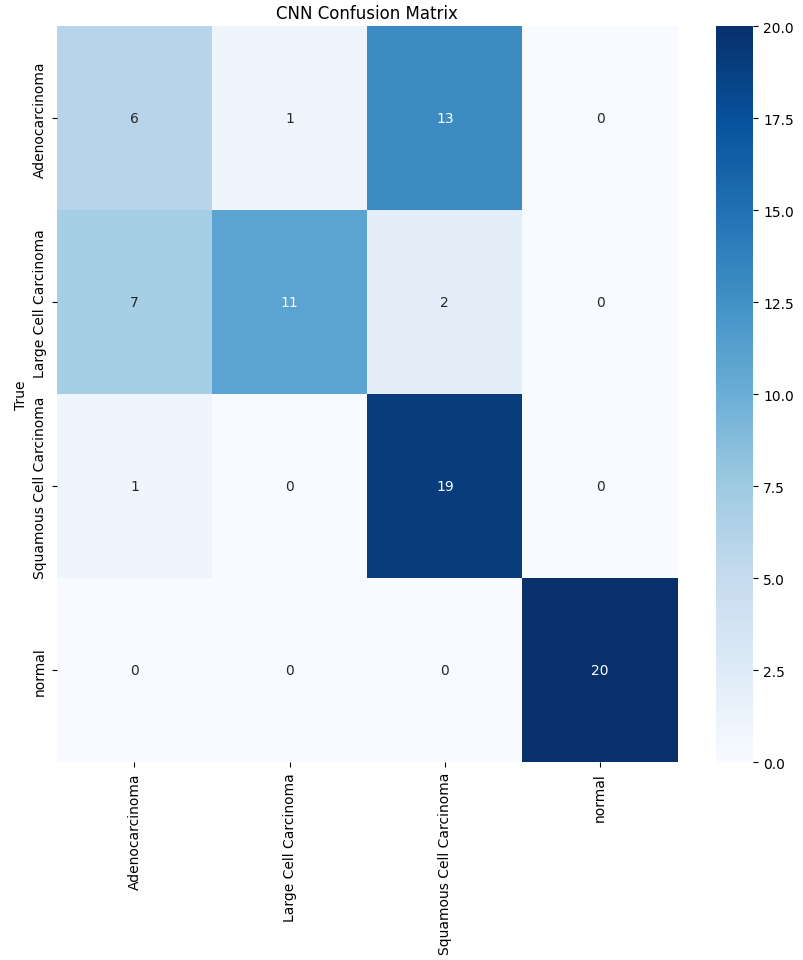 CNN Confusion Matrix
True
Adenocarcinoma
6 1 13 0
Large Cell Carcinoma
7 11 2 0
Squamous Cell Carcinoma
1 0 19 0
normal
0 0 0 20
Adenocarcinoma
Large Cell Carcinoma
Squamous Cell Carcinoma
normal
20.0
17.5
15.0
12.5
10.0
7.5
5.0
2.5
0.0